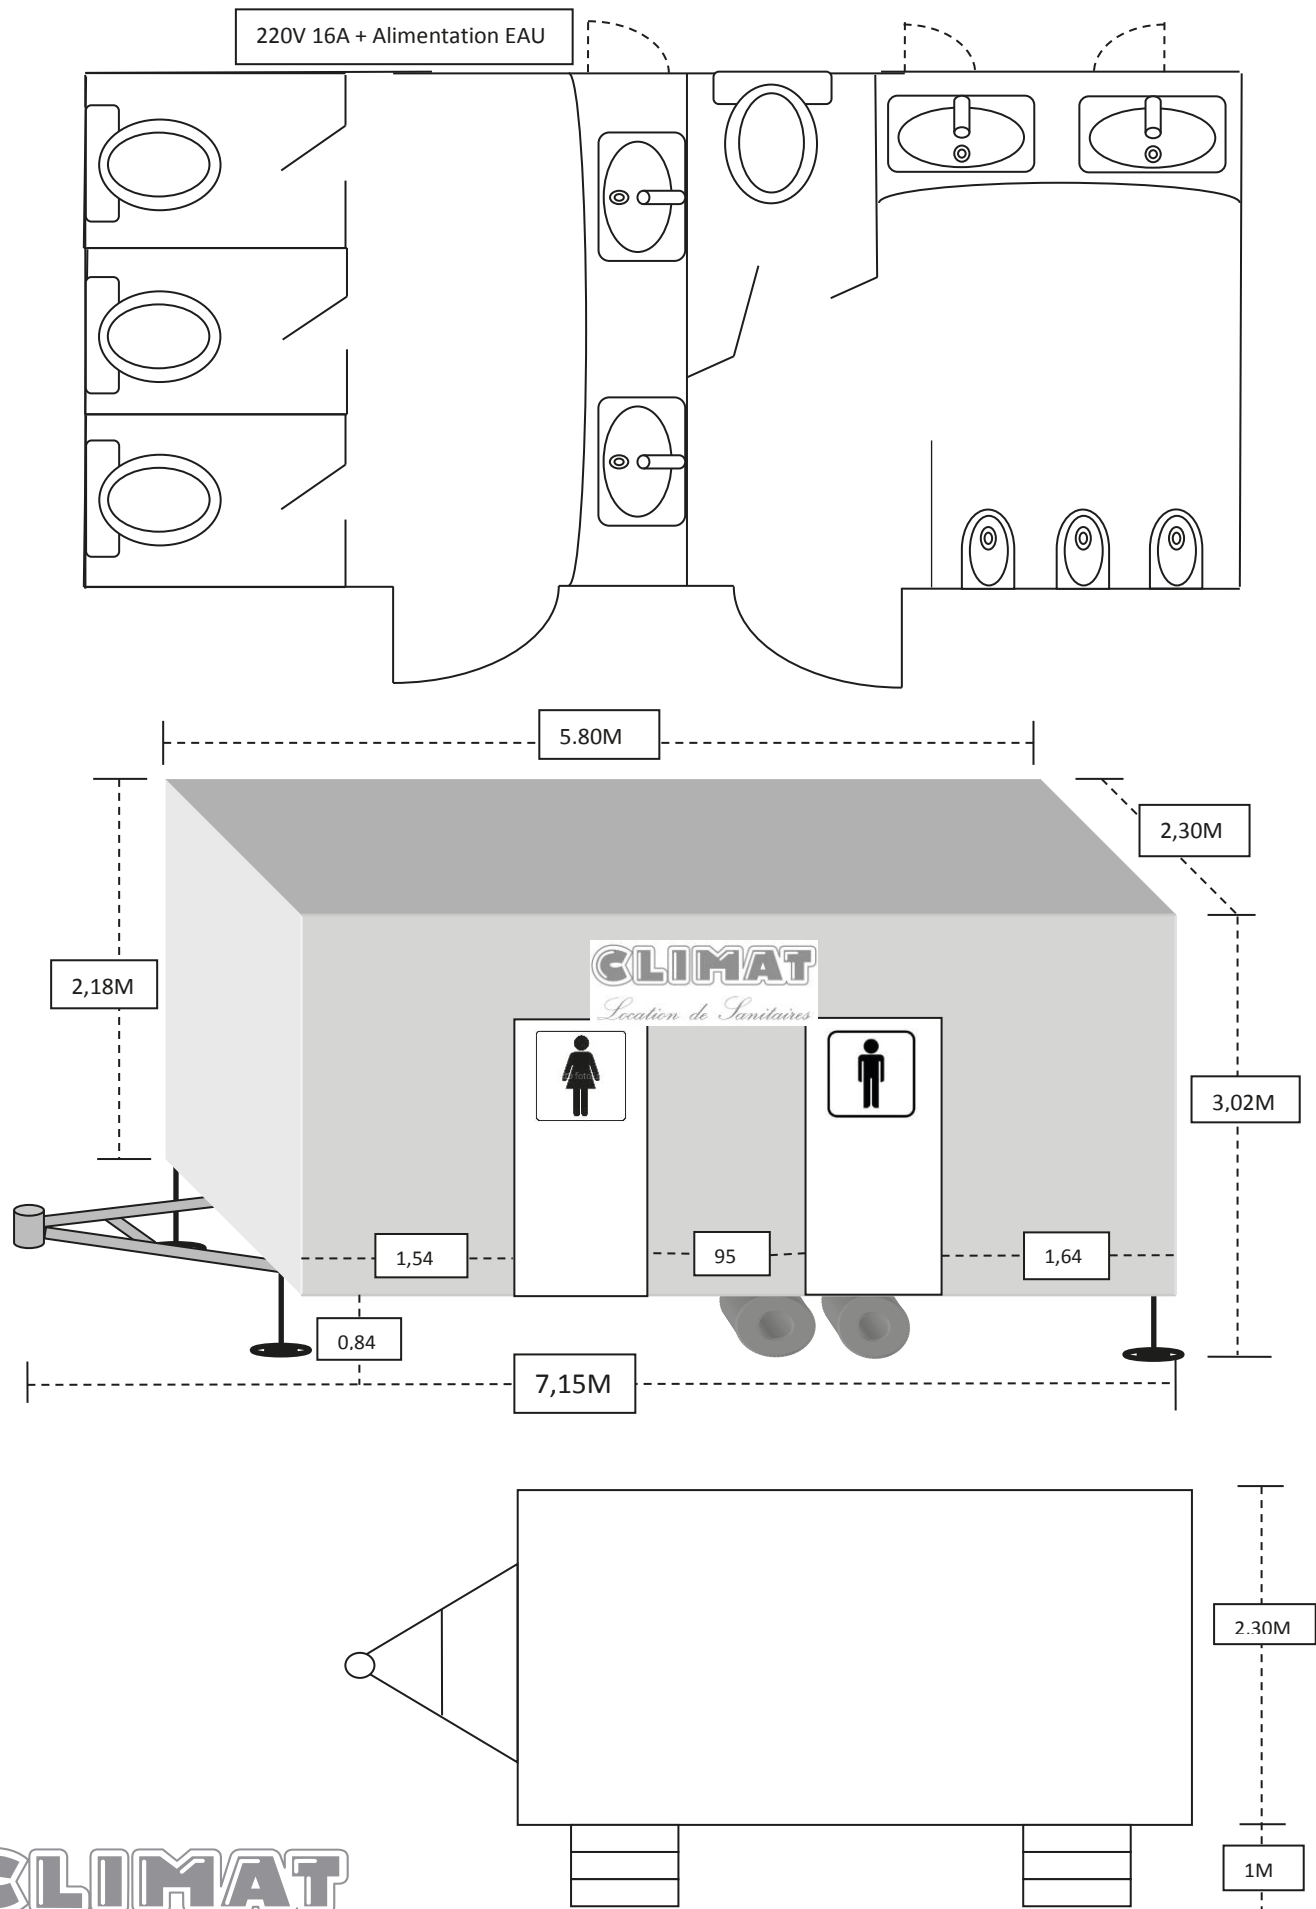 220V 16A + Alimentation EAU
5.80M
2,30M
CLIMAT
Location de Sanitaires
2,18M
3,02M
1,54
95
1,64
0,84
7,15M
2.30M
1M
CLIMAT